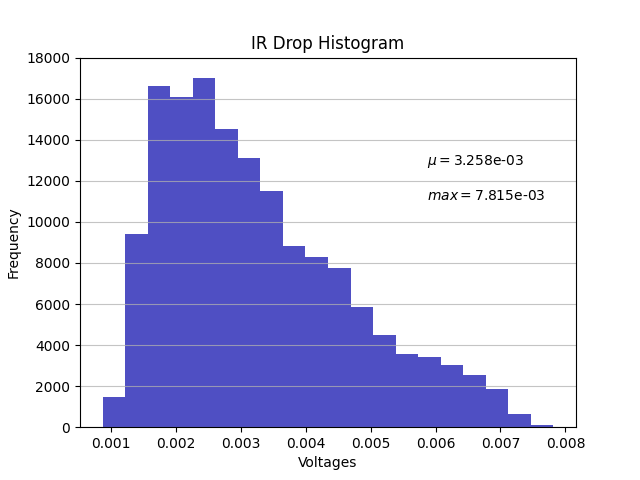 IR Drop Histogram
18000
16000
14000
12000
10000
8000
6000
4000
2000
0
Frequency
μ = 3.258e-03
max = 7.815e-03
0.001 0.002 0.003 0.004 0.005 0.006 0.007 0.008
Voltages